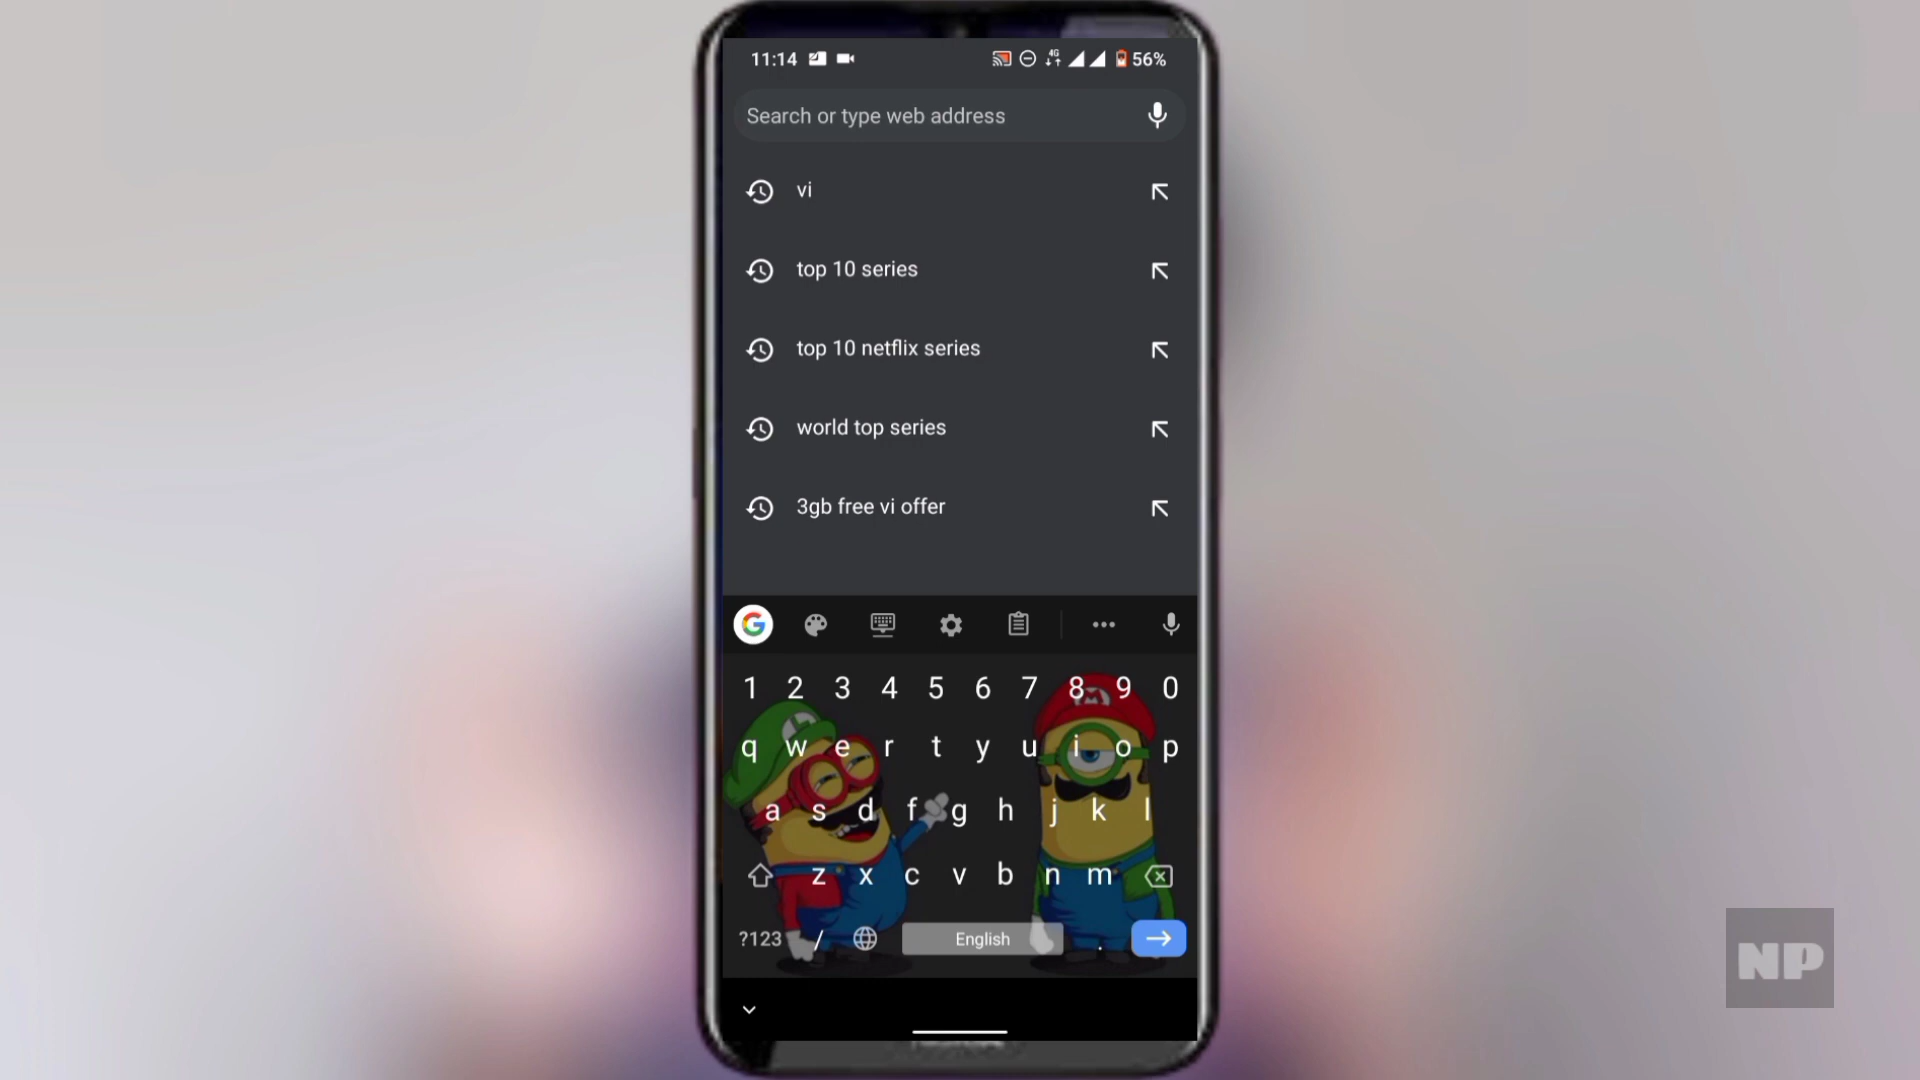 11:14 4G 56%
Search or type web address
vi
top 10 series
top 10 netflix series
world top series
3gb free vi offer
G
1 2 3 4 5 6 7 8 9 0
q w e r t y u i o p
a s d f g h j k l
z x c v b n m
?123 / English .
NP